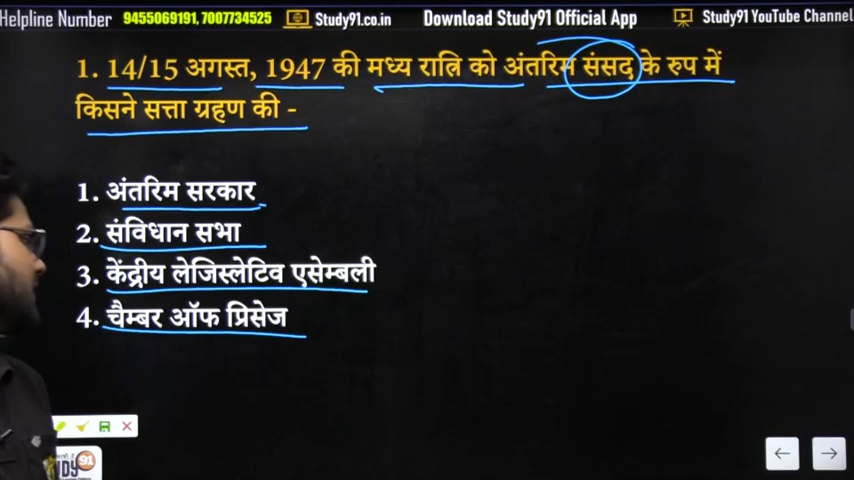 Helpline Number 9455069191, 7007734525 Study91.co.in Download Study91 Official App Study91 YouTube Channel
1. 14/15 अगस्त, 1947 की मध्य रात्रि को अंतरिम संसद के रुप में
किसने सत्ता ग्रहण की -
1. अंतरिम सरकार
2. संविधान सभा
3. केंद्रीय लेजिस्लेटिव एसेम्बली
4. चैम्बर ऑफ प्रिसेज
91